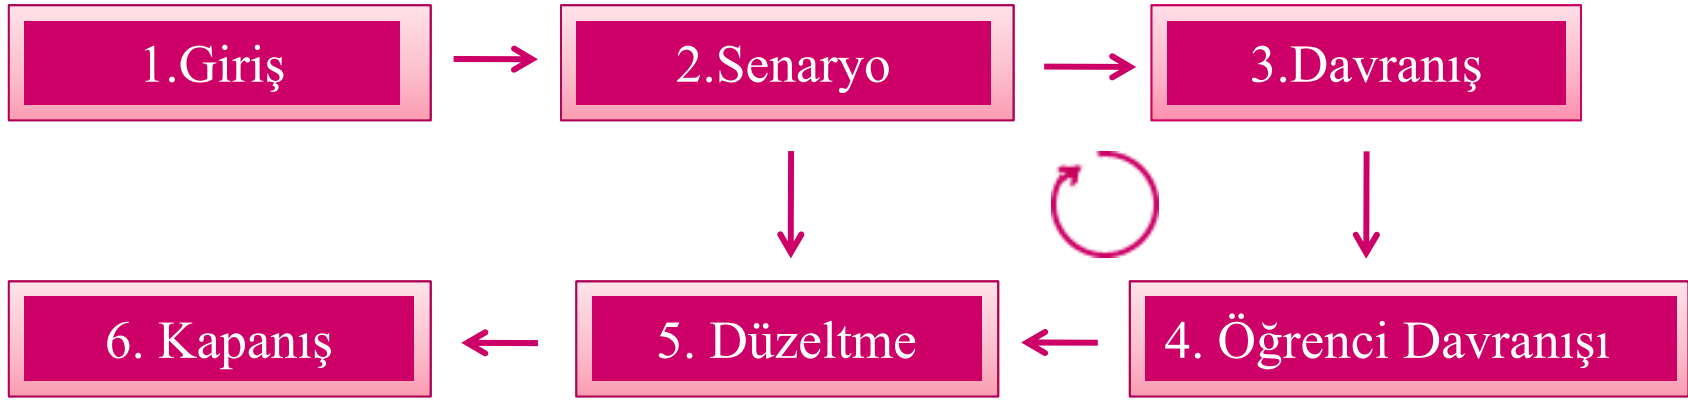 1.Giriş
2.Senaryo
3.Davranış
6. Kapanış
5. Düzeltme
4. Öğrenci Davranışı